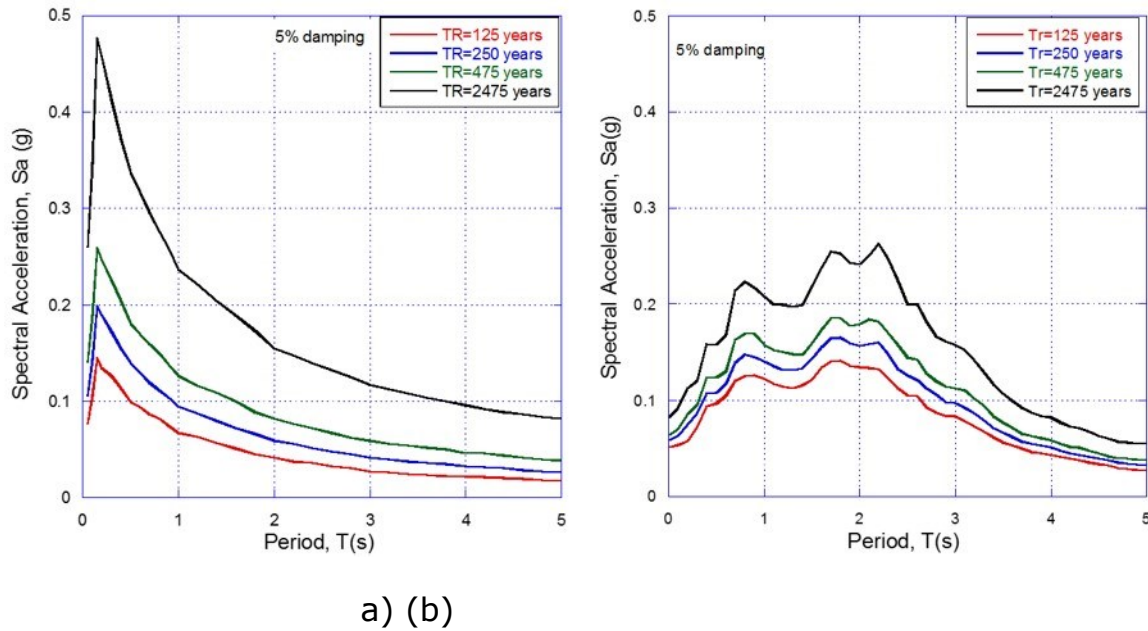 0.5
0.4
0.3
0.2
0.1
0
Spectral Acceleration, Sa (g)
5% damping
TR=125 years
TR=250 years
TR=475 years
TR=2475 years
0 1 2 3 4 5
Period, T(s)
0.5
0.4
0.3
0.2
0.1
0
Spectral Acceleration, Sa(g)
5% damping
Tr=125 years
Tr=250 years
Tr=475 years
Tr=2475 years
0 1 2 3 4 5
Period, T(s)
a) (b)